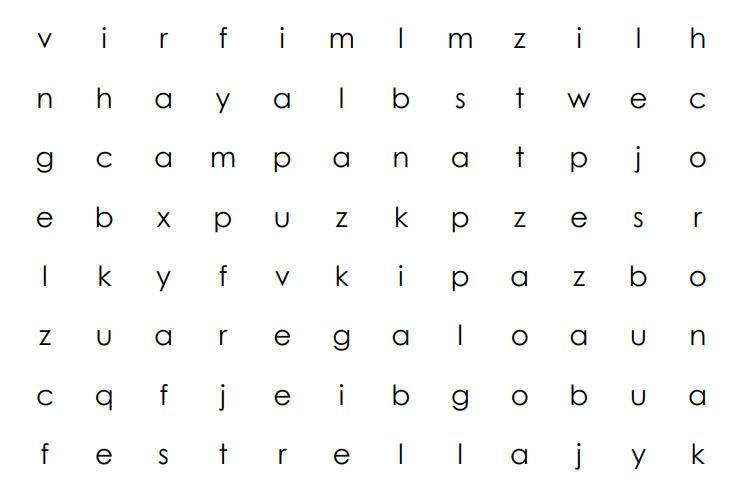 v i r f i m l m z i l h
n h a y a l b s t w e c
g c a m p a n a t p j o
e b x p u z k p z e s r
l k y f v k i p a z b o
z u a r e g a l o a u n
c q f j e i b g o b u a
f e s t r e l l a j y k